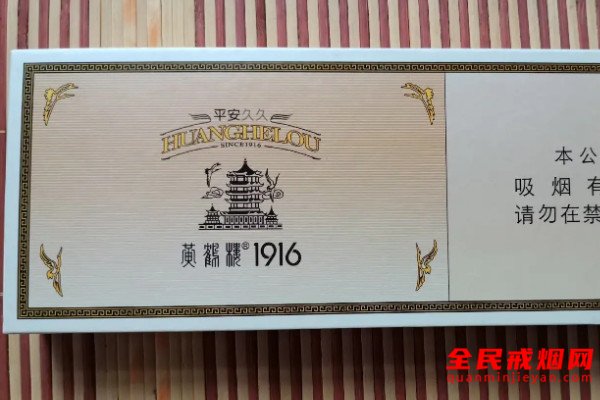 平安久久
HUANGHELOU
SINCE1916
黄鹤楼® 1916
本公
吸烟有
请勿在禁
全民戒烟网
quanminjieyan.com